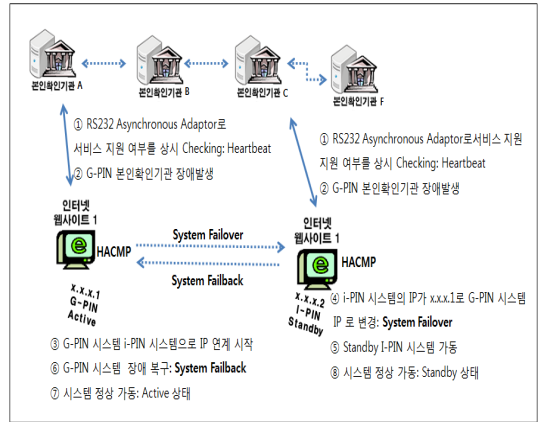 본인확인기관 A
본인확인기관 B
본인확인기관 C
본인확인기관 F
① RS232 Asynchronous Adaptor로
서비스 지원 여부를 상시 Checking: Heartbeat
② G-PIN 본인확인기관 장애발생
① RS232 Asynchronous Adaptor로서비스 지원
지원 여부를 상시 Checking: Heartbeat
② G-PIN 본인확인기관 장애발생
인터넷
웹사이트 1
HACMP
x.x.x.1
G-PIN
Active
System Failover
System Failback
인터넷
웹사이트 1
HACMP
x.x.x.2
I-PIN
Standby
③ G-PIN 시스템 i-PIN 시스템으로 IP 연계 시작
⑥ G-PIN 시스템 장애 복구: System Failback
⑦ 시스템 정상 가동: Active 상태
④ i-PIN 시스템의 IP가 x.x.x.1로 G-PIN 시스템
IP 로 변경: System Failover
⑤ Standby I-PIN 시스템 가동
⑧ 시스템 정상 가동: Standby 상태